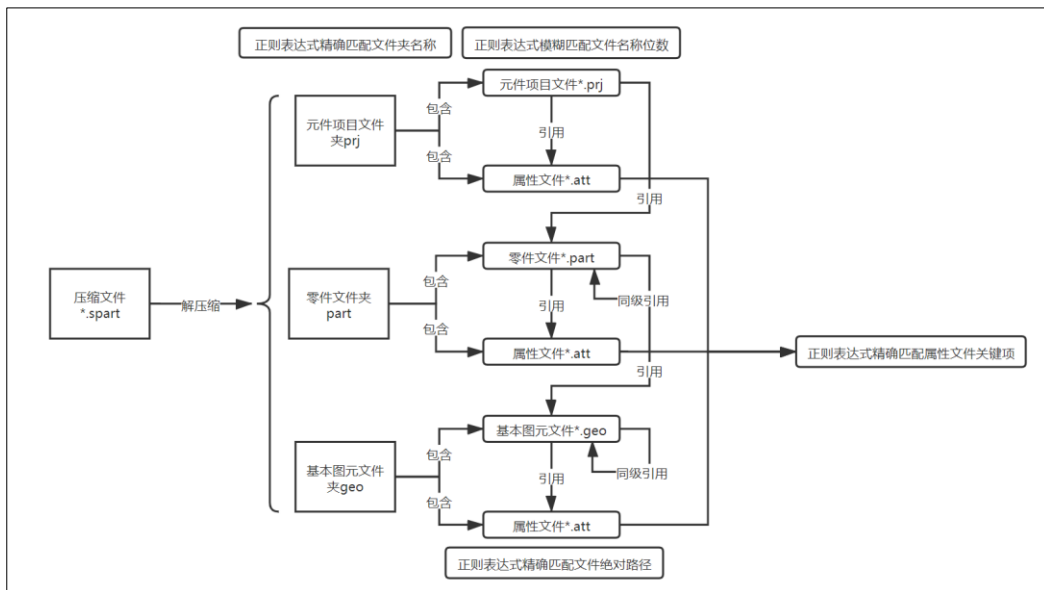 正则表达式精确匹配文件夹名称
正则表达式模糊匹配文件名称位数
元件项目文件*.prj
包含
元件项目文件
夹prj
引用
包含
属性文件*.att
引用
零件文件*.part
包含
压缩文件
*.spart
解压缩
零件文件夹
part
引用
同级引用
包含
属性文件*.att
正则表达式精确匹配属性文件关键项
引用
基本图元文件*.geo
包含
基本图元文件
夹geo
引用
同级引用
包含
属性文件*.att
正则表达式精确匹配文件绝对路径